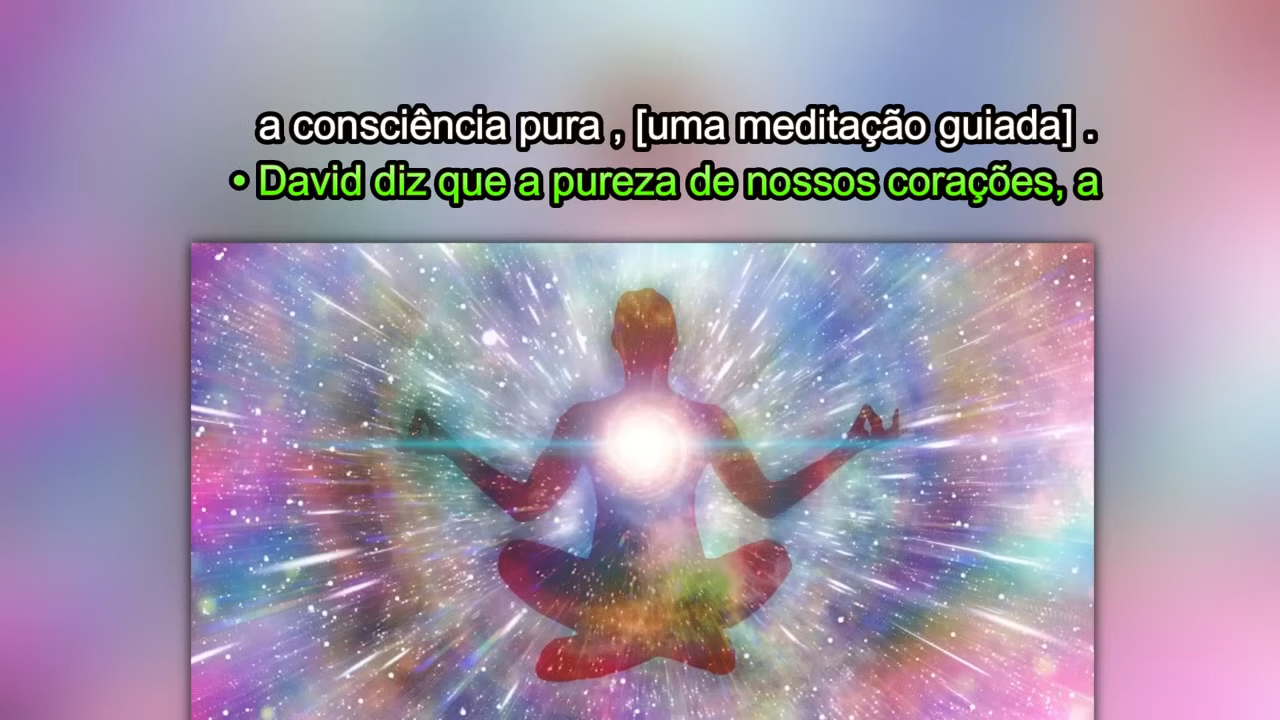 a consciência pura , [uma meditação guiada] .
• David diz que a pureza de nossos corações, a